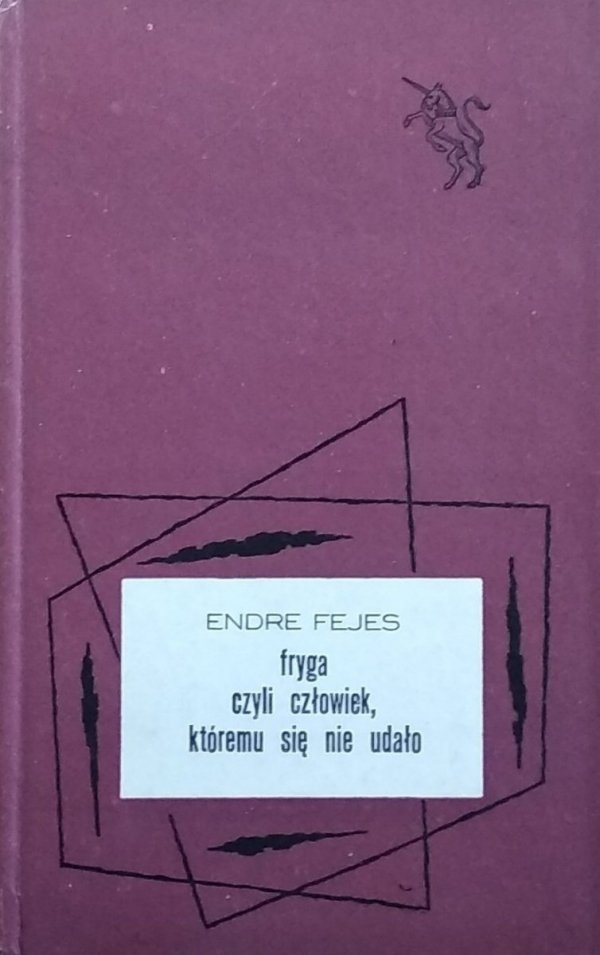 ENDRE FEJES
fryga
czyli człowiek,
któremu się nie udało